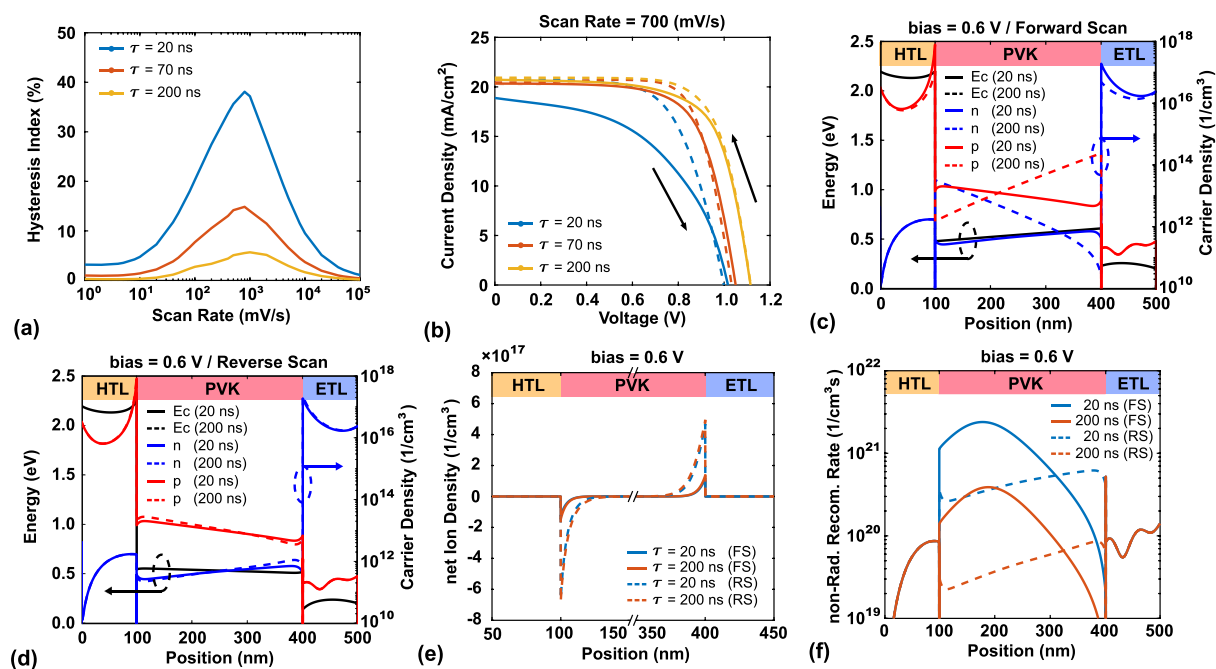 Hysteresis Index (%)
50
40
30
20
10
0
τ = 20 ns
τ = 70 ns
τ = 200 ns
10⁰ 10¹ 10² 10³ 10⁴ 10⁵
Scan Rate (mV/s)
(a)
Scan Rate = 700 (mV/s)
Current Density (mA/cm²)
25
20
15
10
5
0
τ = 20 ns
τ = 70 ns
τ = 200 ns
0 0.2 0.4 0.6 0.8 1.0 1.2
Voltage (V)
(b)
bias = 0.6 V / Forward Scan
HTL PVK ETL
Energy (eV)
2.5
2.0
1.5
1.0
0.5
0.0
Ec (20 ns)
Ec (200 ns)
n (20 ns)
n (200 ns)
p (20 ns)
p (200 ns)
10¹⁸
10¹⁶
10¹⁴
10¹²
10¹⁰
Carrier Density (1/cm³)
0 100 200 300 400 500
Position (nm)
(c)
bias = 0.6 V / Reverse Scan
HTL PVK ETL
Energy (eV)
2.5
2.0
1.5
1.0
0.5
0.0
Ec (20 ns)
Ec (200 ns)
n (20 ns)
n (200 ns)
p (20 ns)
p (200 ns)
10¹⁸
10¹⁶
10¹⁴
10¹²
10¹⁰
Carrier Density (1/cm³)
0 100 200 300 400 500
Position (nm)
(d)
×10¹⁷ bias = 0.6 V
HTL PVK ETL
net Ion Density (1/cm³)
8
4
0
-4
-8
τ = 20 ns (FS)
τ = 200 ns (FS)
τ = 20 ns (RS)
τ = 200 ns (RS)
50 100 150 350 400 450
Position (nm)
(e)
bias = 0.6 V
HTL PVK ETL
non-Rad. Recom. Rate (1/cm³s)
10²²
10²¹
10²⁰
10¹⁹
20 ns (FS)
200 ns (FS)
20 ns (RS)
200 ns (RS)
0 100 200 300 400 500
Position (nm)
(f)